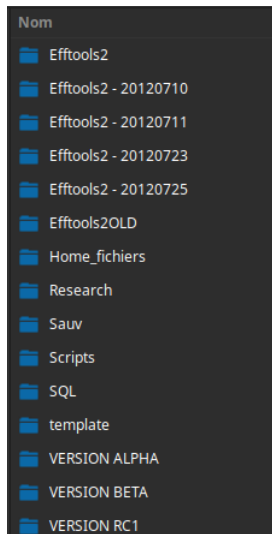 Nom
Efftools2
Efftools2 - 20120710
Efftools2 - 20120711
Efftools2 - 20120723
Efftools2 - 20120725
Efftools2OLD
Home_fichiers
Research
Sauv
Scripts
SQL
template
VERSION ALPHA
VERSION BETA
VERSION RC1